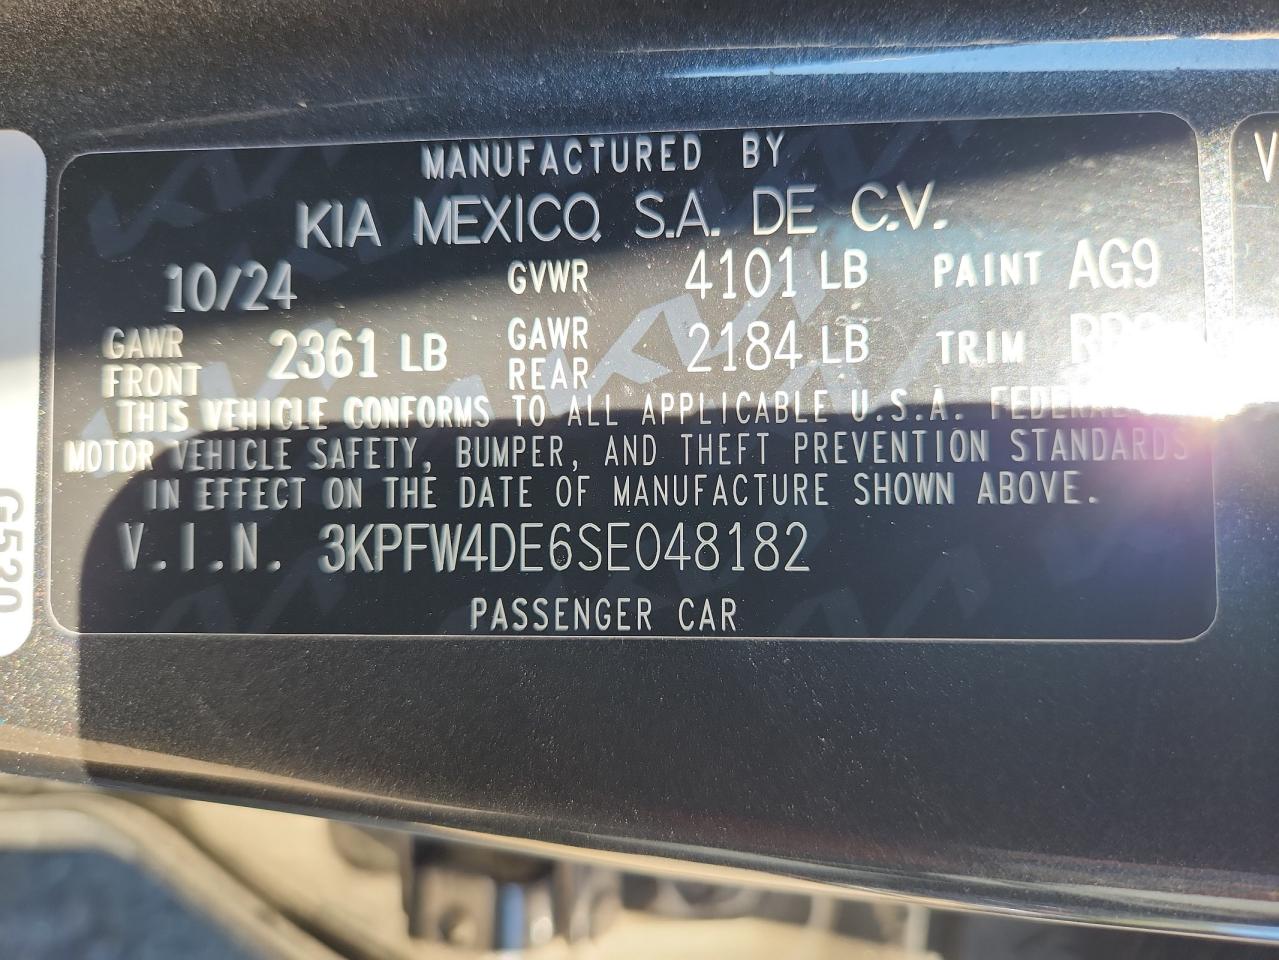 MANUFACTURED BY
KIA MEXICO, S.A. DE C.V.
10/24 GVWR 4101 LB PAINT AG9
GAWR FRONT 2361 LB GAWR REAR 2184 LB TRIM
THIS VEHICLE CONFORMS TO ALL APPLICABLE U.S.A. FEDERAL
MOTOR VEHICLE SAFETY, BUMPER, AND THEFT PREVENTION STANDARDS
IN EFFECT ON THE DATE OF MANUFACTURE SHOWN ABOVE.
V.I.N. 3KPFW4DE6SE048182
PASSENGER CAR
G520
V